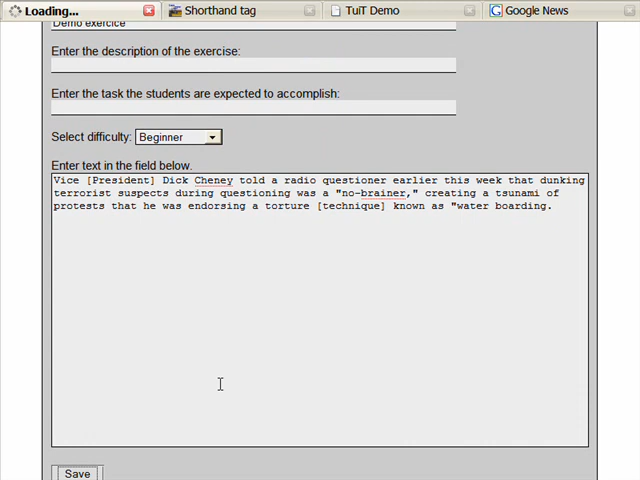 Loading...
Shorthand tag
TuiT Demo
Google News
Demo exercice
Enter the description of the exercise:
Enter the task the students are expected to accomplish:
Select difficulty: Beginner
Enter text in the field below.
Vice [President] Dick Cheney told a radio questioner earlier this week that dunking
terrorist suspects during questioning was a "no-brainer," creating a tsunami of
protests that he was endorsing a torture [technique] known as "water boarding.
Save